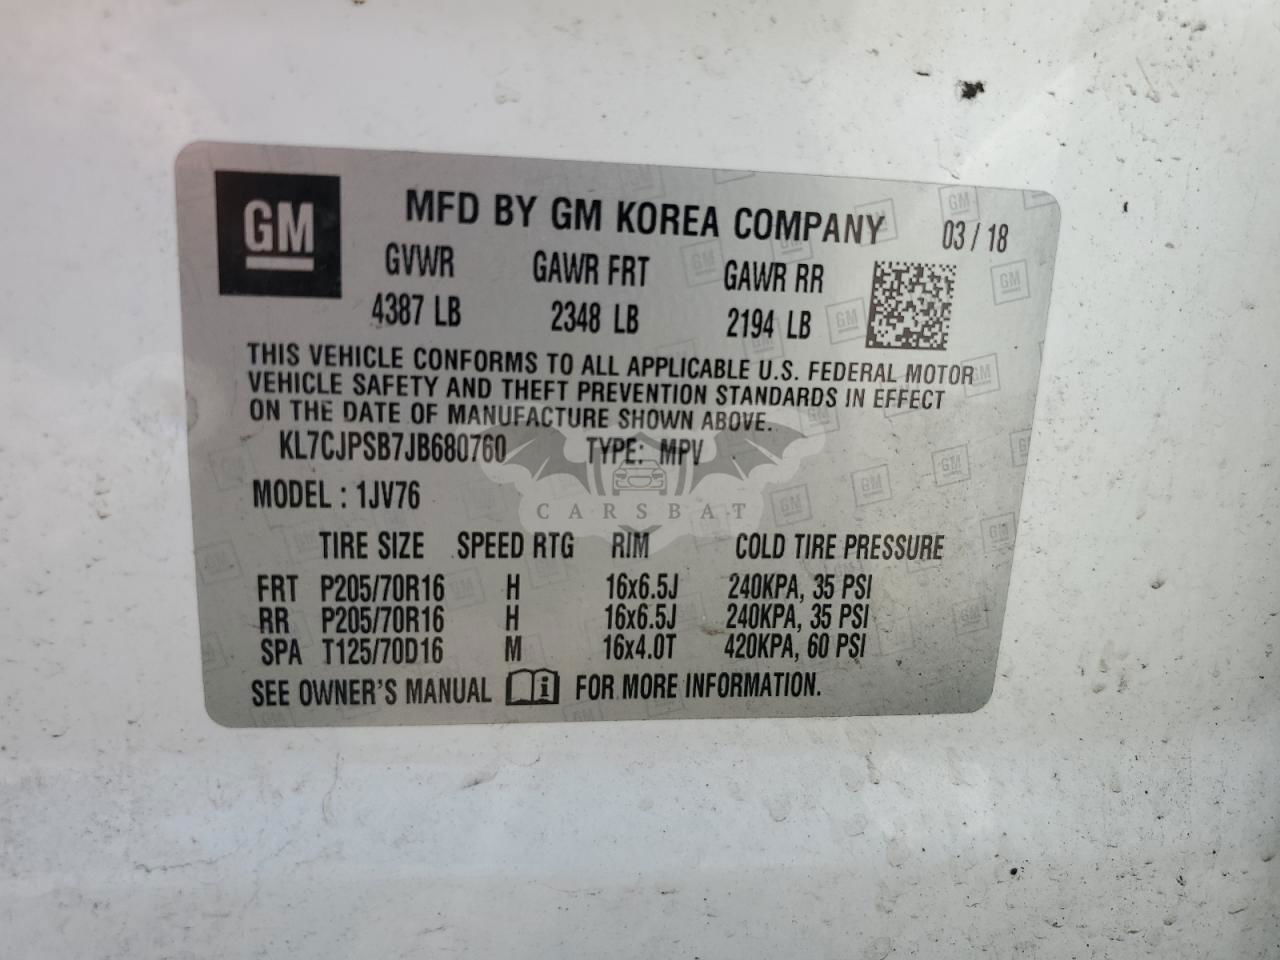 GM
MFD BY GM KOREA COMPANY 03 / 18
GVWR GAWR FRT GAWR RR
4387 LB 2348 LB 2194 LB
THIS VEHICLE CONFORMS TO ALL APPLICABLE U.S. FEDERAL MOTOR
VEHICLE SAFETY AND THEFT PREVENTION STANDARDS IN EFFECT
ON THE DATE OF MANUFACTURE SHOWN ABOVE.
KL7CJPSB7JB680760 TYPE: MPV
MODEL : 1JV76
CARSBAT
TIRE SIZE SPEED RTG RIM COLD TIRE PRESSURE
FRT P205/70R16 H 16x6.5J 240KPA, 35 PSI
RR P205/70R16 H 16x6.5J 240KPA, 35 PSI
SPA T125/70D16 M 16x4.0T 420KPA, 60 PSI
SEE OWNER'S MANUAL i FOR MORE INFORMATION.